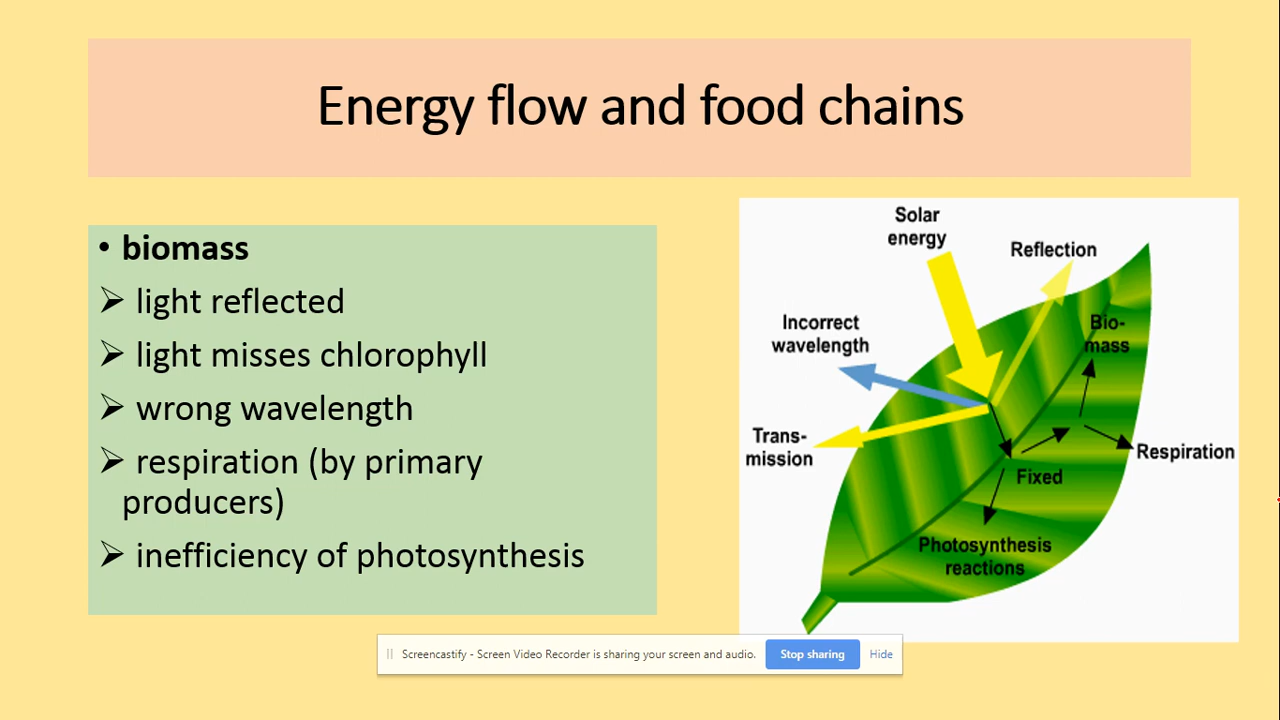 Energy flow and food chains
• biomass
➢ light reflected
➢ light misses chlorophyll
➢ wrong wavelength
➢ respiration (by primary
producers)
➢ inefficiency of photosynthesis
Solar
energy
Reflection
Incorrect
wavelength
Bio-
mass
Trans-
mission
Respiration
Fixed
Photosynthesis
reactions
Screencastify - Screen Video Recorder is sharing your screen and audio. Stop sharing Hide